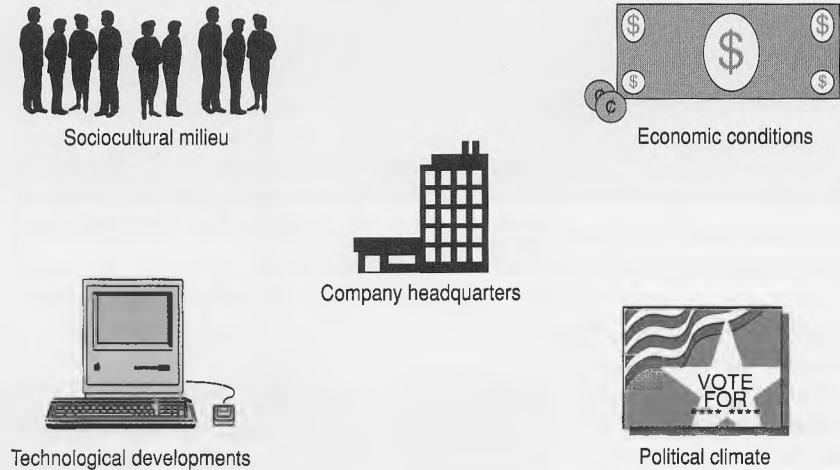 $ $
$
$ $
¢
¢
Sociocultural milieu
Economic conditions
Company headquarters
VOTE
FOR
**** ****
Technological developments
Political climate